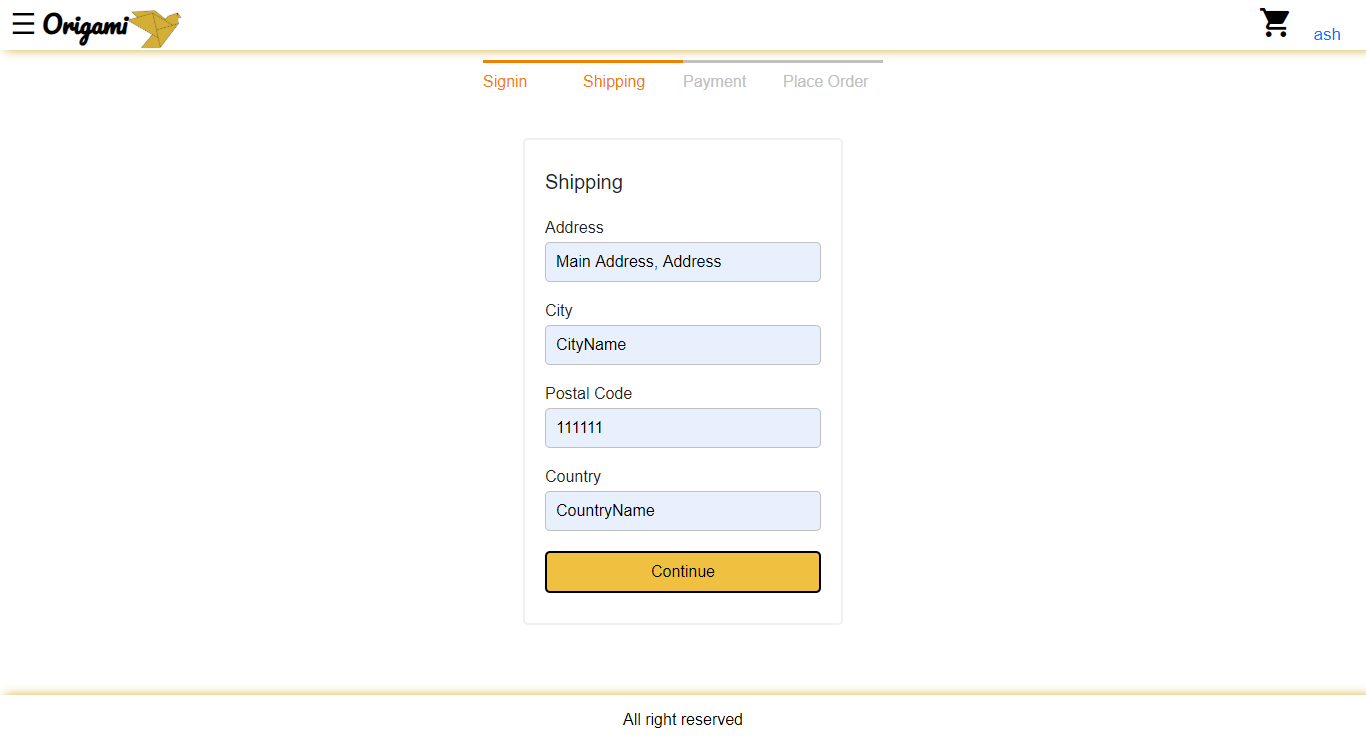 ☰ Origami
ash
Signin Shipping Payment Place Order
Shipping
Address
Main Address, Address
City
CityName
Postal Code
111111
Country
CountryName
Continue
All right reserved